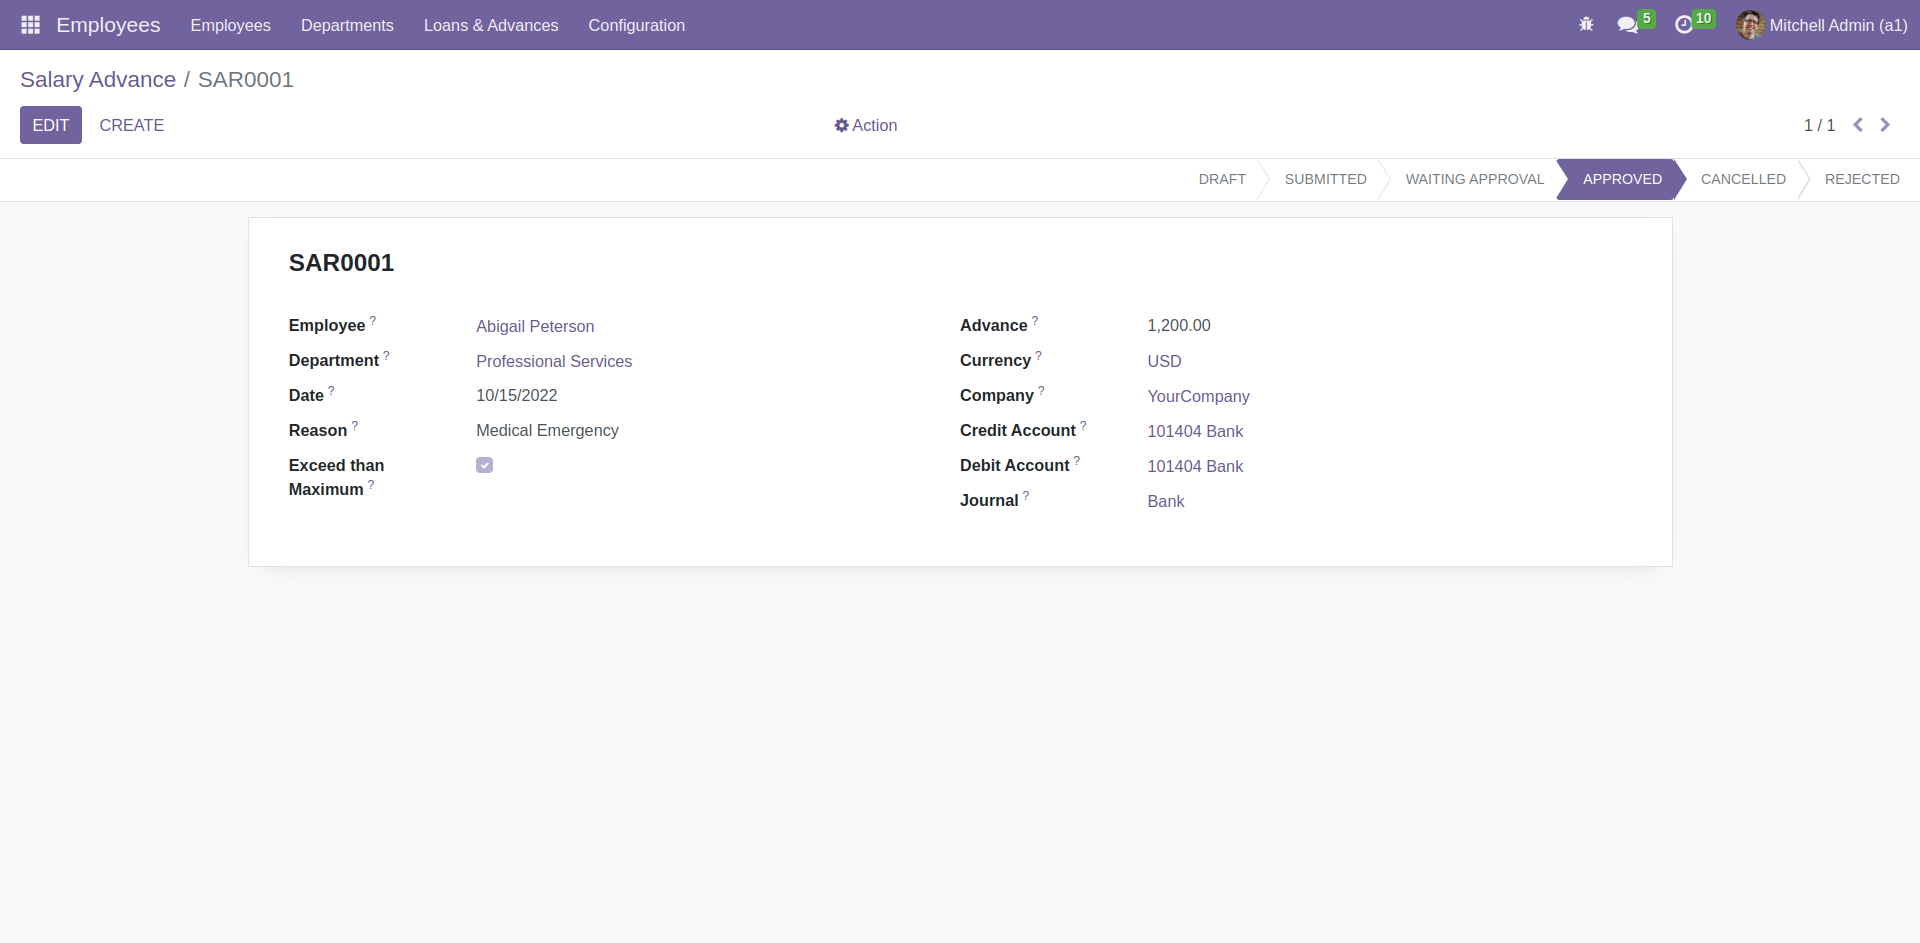 Employees Employees Departments Loans & Advances Configuration 5 10 Mitchell Admin (a1)
Salary Advance / SAR0001
EDIT CREATE Action 1 / 1
DRAFT SUBMITTED WAITING APPROVAL APPROVED CANCELLED REJECTED
SAR0001
Employee ? Abigail Peterson
Department ? Professional Services
Date ? 10/15/2022
Reason ? Medical Emergency
Exceed than
Maximum ?
Advance ? 1,200.00
Currency ? USD
Company ? YourCompany
Credit Account ? 101404 Bank
Debit Account ? 101404 Bank
Journal ? Bank